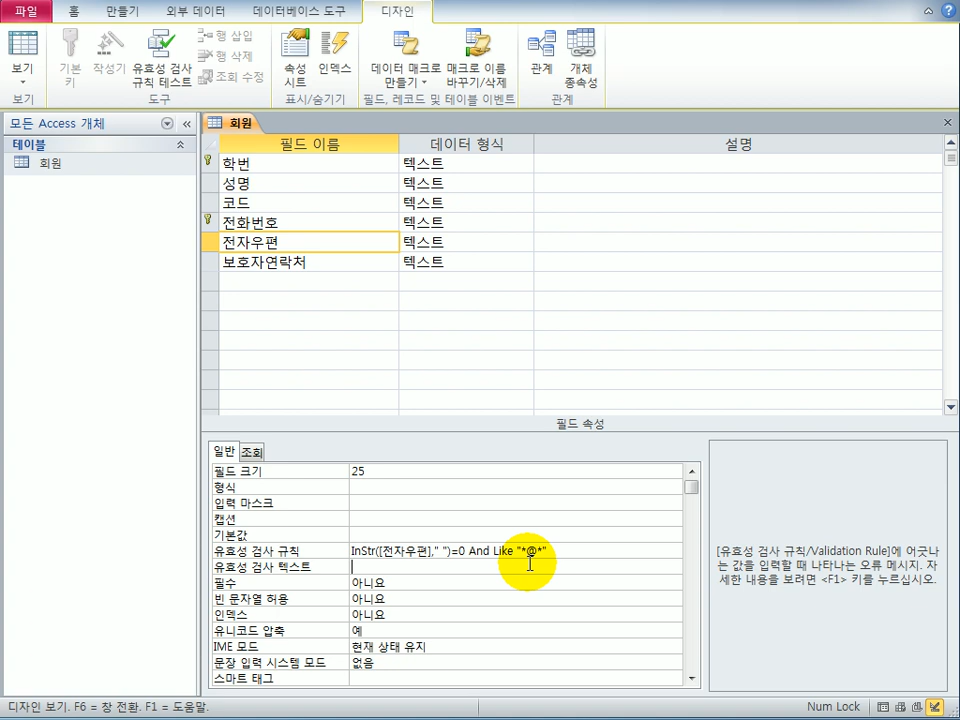 파일 홈 만들기 외부 데이터 데이터베이스 도구 디자인
보기
기본 키
작성기
유효성 검사 규칙 테스트
행 삽입
행 삭제
조회 수정
속성 시트
인덱스
데이터 매크로 만들기
매크로 이름 바꾸기/삭제
관계
개체 종속성
보기 도구 표시/숨기기 필드, 레코드 및 테이블 이벤트 관계
모든 Access 개체
테이블
회원
회원
필드 이름 데이터 형식 설명
학번 텍스트
성명 텍스트
코드 텍스트
전화번호 텍스트
전자우편 텍스트
보호자연락처 텍스트
필드 속성
일반 조회
필드 크기 25
형식
입력 마스크
캡션
기본값
유효성 검사 규칙 InStr([전자우편]," ")=0 And Like "*@*"
유효성 검사 텍스트
필수 아니요
빈 문자열 허용 아니요
인덱스 아니요
유니코드 압축 예
IME 모드 현재 상태 유지
문장 입력 시스템 모드 없음
스마트 태그
[유효성 검사 규칙/Validation Rule]에 어긋나
는 값을 입력할 때 나타나는 오류 메시지. 자
세한 내용을 보려면 <F1> 키를 누르십시오.
디자인 보기. F6 = 창 전환. F1 = 도움말. Num Lock